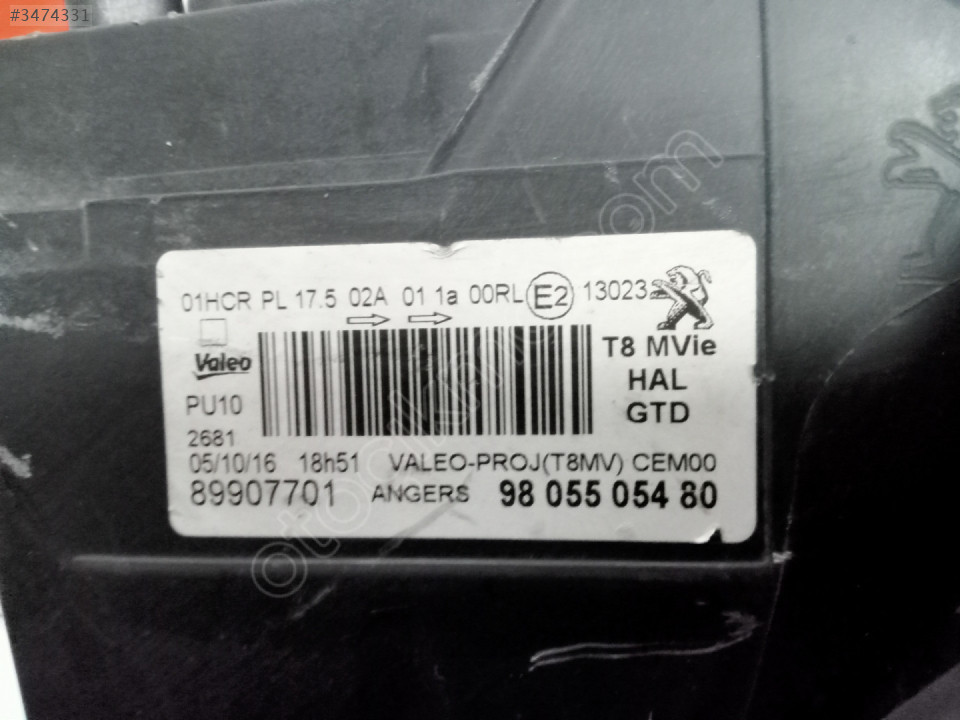 #3474331
01HCR PL 17.5 02A 01 1a 00RL E2 13023
Valeo
T8 MVie
HAL
PU10
GTD
2681
05/10/16 18h51 VALEO-PROJ(T8MV) CEM00
89907701 ANGERS 98 055 054 80